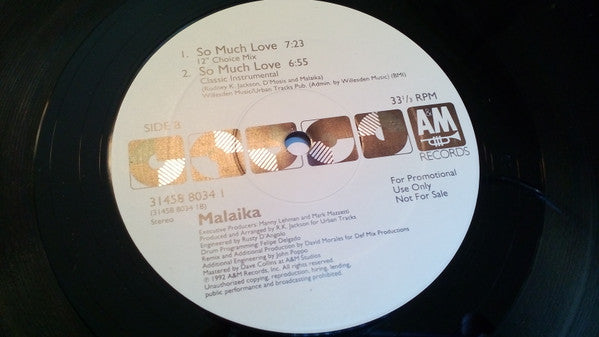 1. So Much Love 7:23
12" Choice Mix
2. So Much Love 6:55
Classic Instrumental
(Rodney K. Jackson, D'Mosis and Malaika)
Willesden Music/Urban Tracks Pub. (Admin. by Willesden Music) (BMI)
SIDE B
33 1/3 RPM
A&M
RECORDS
31458 8034 1
(31458 8034 1B)
Stereo
For Promotional
Use Only
Not For Sale
Malaika
Executive Producers: Manny Lehman and Mark Mazzetti
Produced and Arranged by R.K. Jackson for Urban Tracks
Engineered by Rusty D'Angolo
Drum Programming: Felipe Delgado
Remix and Additional Production by David Morales for Def Mix Productions
Additional Engineering by John Poppo
Mastered by Dave Collins at A&M Studios
℗ 1992 A&M Records, Inc. All rights reserved.
Unauthorized copying, reproduction, hiring, lending,
public performance and broadcasting prohibited.